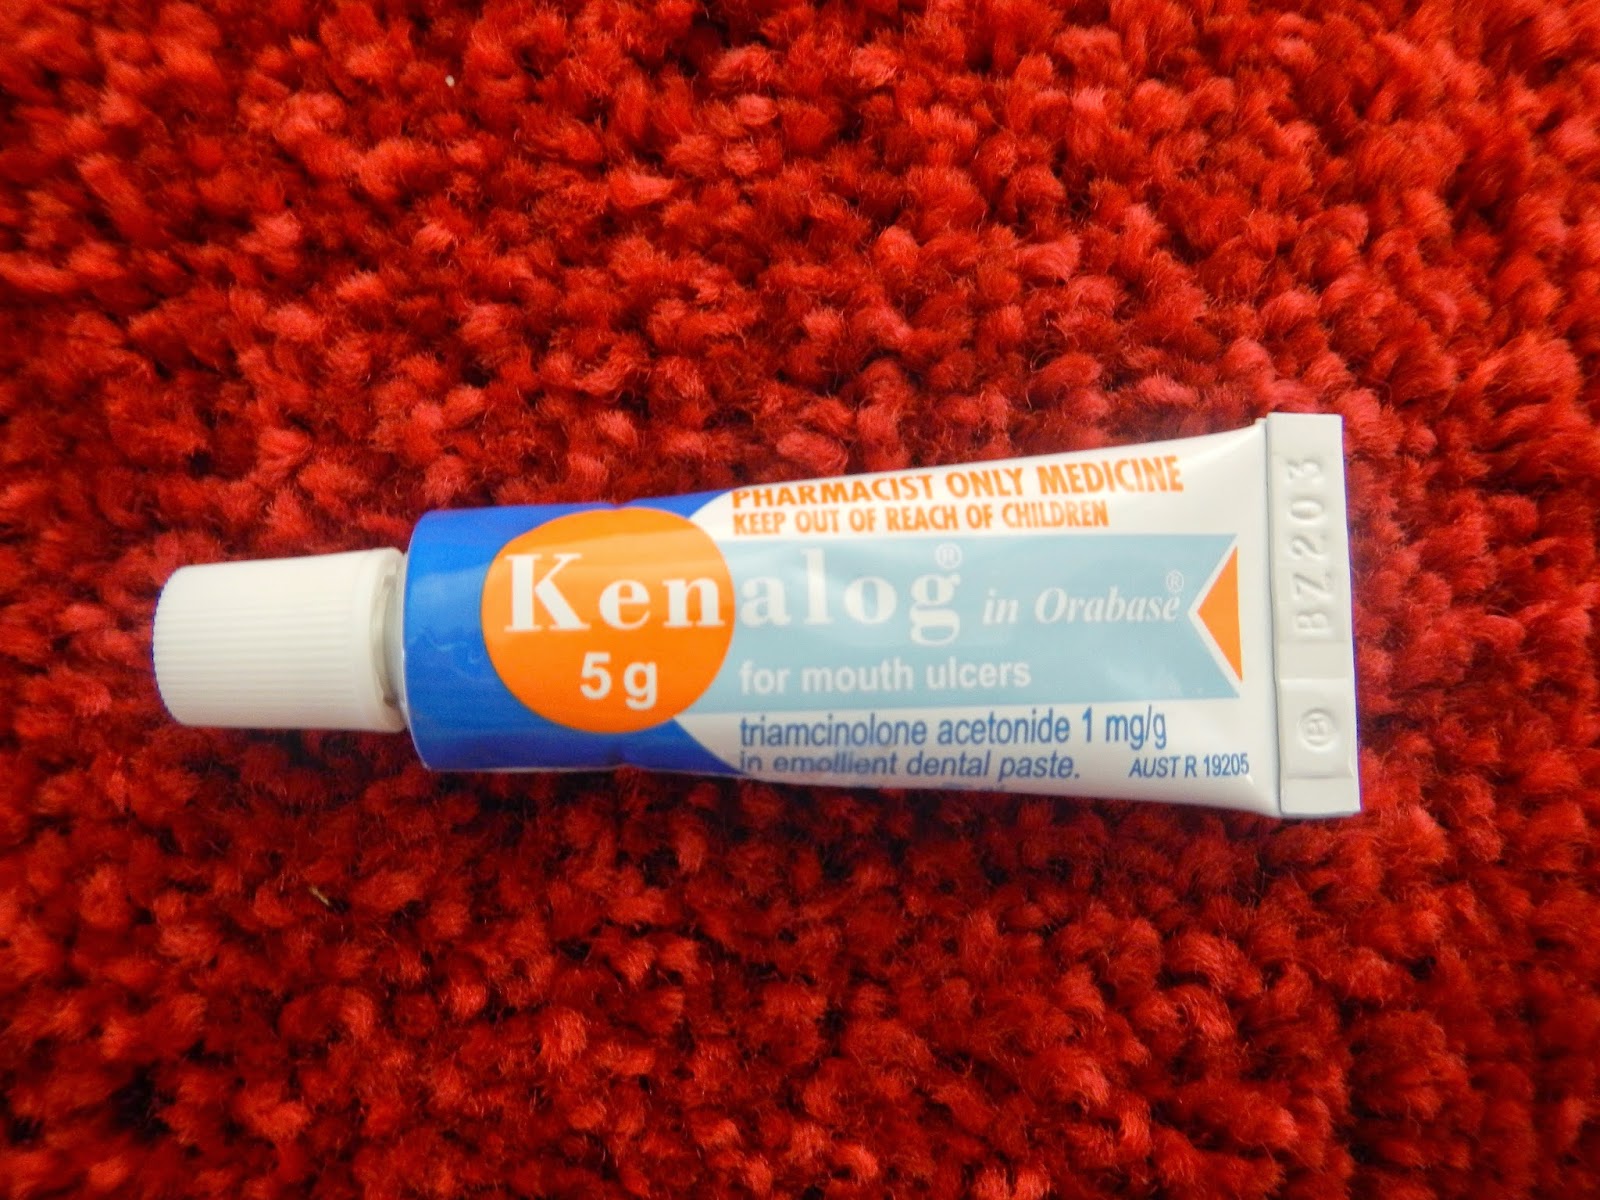 PHARMACIST ONLY MEDICINE
KEEP OUT OF REACH OF CHILDREN
Kenalog® in Orabase®
5 g
for mouth ulcers
triamcinolone acetonide 1 mg/g
in emollient dental paste.
AUST R 19205
BZ203